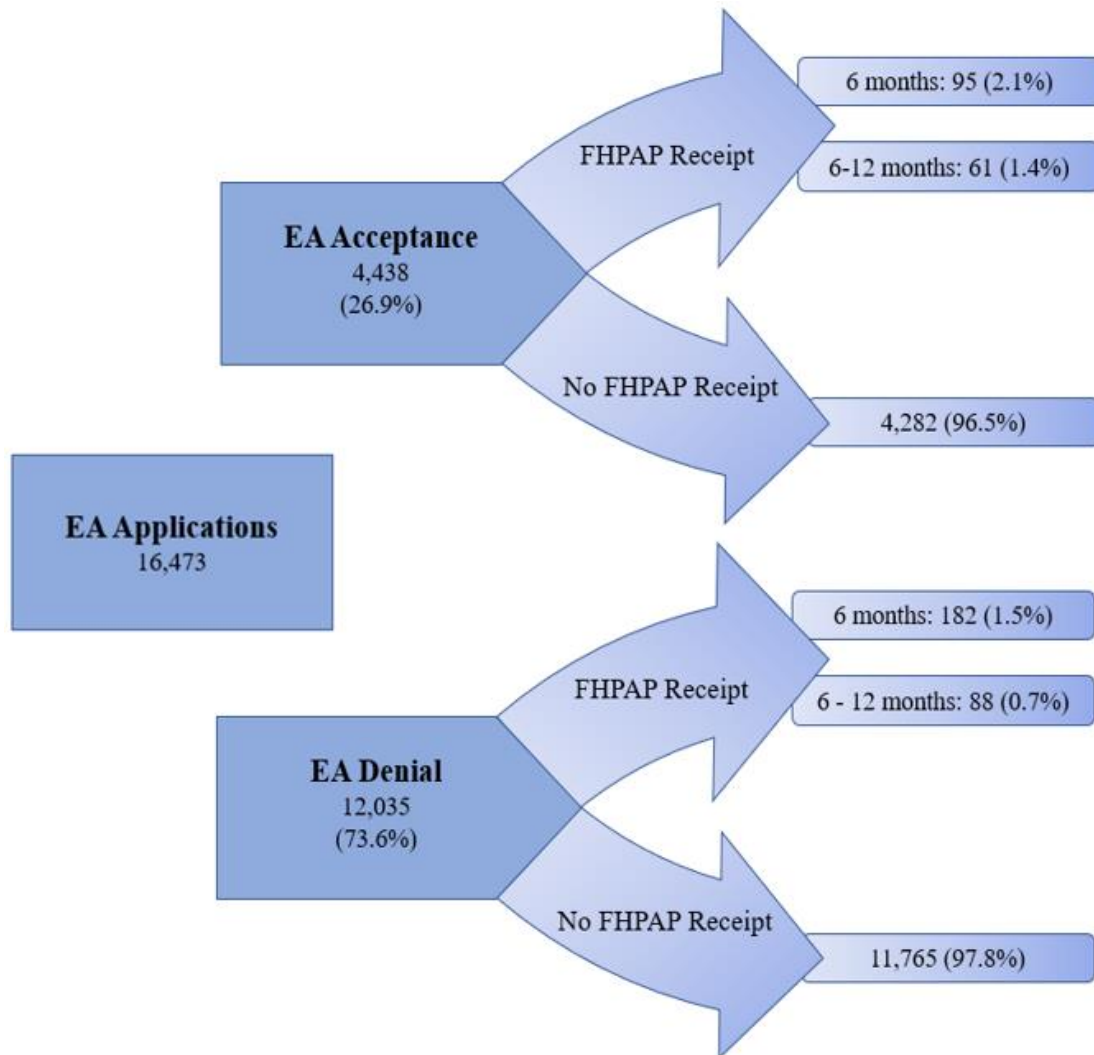 EA Applications
16,473
EA Acceptance
4,438
(26.9%)
FHPAP Receipt
6 months: 95 (2.1%)
6-12 months: 61 (1.4%)
No FHPAP Receipt
4,282 (96.5%)
EA Denial
12,035
(73.6%)
FHPAP Receipt
6 months: 182 (1.5%)
6 - 12 months: 88 (0.7%)
No FHPAP Receipt
11,765 (97.8%)